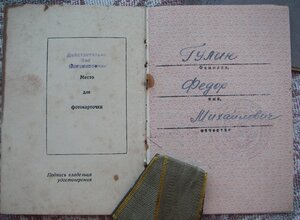 Действительно
без
фотокарточки
Место
для
фотокарточки
Подпись владельца
удостоверения
Гулин
Фамилия,
Федор
имя,
Михайлович
отчество